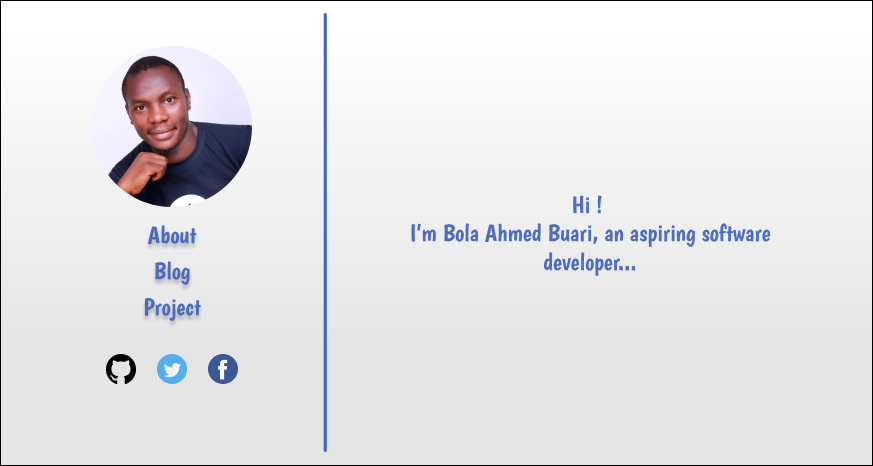 About
Blog
Project
Hi !
I'm Bola Ahmed Buari, an aspiring software
developer...